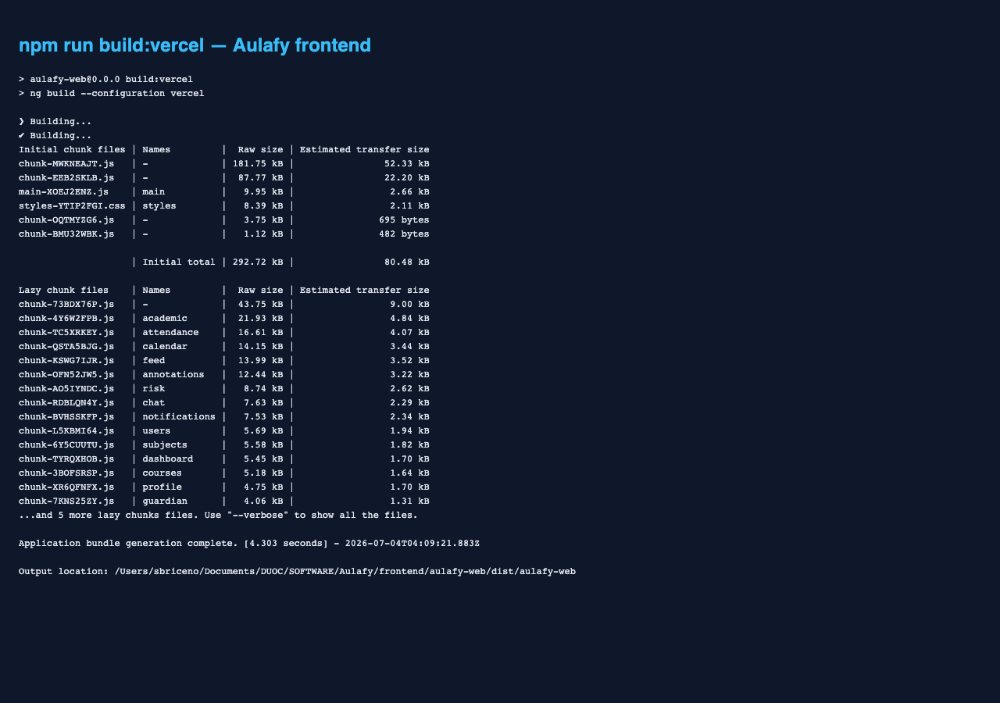 npm run build:vercel — Aulafy frontend
> aulafy-web@0.0.0 build:vercel
> ng build --configuration vercel
❯ Building...
✔ Building...
Initial chunk files | Names         |  Raw size | Estimated transfer size
chunk-MWKNEAJT.js   | -             | 181.75 kB |                52.33 kB
chunk-EEB2SKLB.js   | -             |  87.77 kB |                22.20 kB
main-XOEJ2ENZ.js    | main          |   9.95 kB |                 2.66 kB
styles-YTIP2FGI.css | styles        |   8.39 kB |                 2.11 kB
chunk-OQTMYZG6.js   | -             |   3.75 kB |               695 bytes
chunk-BMU32WBK.js   | -             |   1.12 kB |               482 bytes
                    | Initial total | 292.72 kB |                80.48 kB
Lazy chunk files    | Names         |  Raw size | Estimated transfer size
chunk-73BDX76P.js   | -             |  43.75 kB |                 9.00 kB
chunk-4Y6W2FPB.js   | academic      |  21.93 kB |                 4.84 kB
chunk-TC5XRKEY.js   | attendance    |  16.61 kB |                 4.07 kB
chunk-QSTA5BJG.js   | calendar      |  14.15 kB |                 3.44 kB
chunk-KSWG7IJR.js   | feed          |  13.99 kB |                 3.52 kB
chunk-OFN52JW5.js   | annotations   |  12.44 kB |                 3.22 kB
chunk-AO5IYNDC.js   | risk          |   8.74 kB |                 2.62 kB
chunk-RDBLQN4Y.js   | chat          |   7.63 kB |                 2.29 kB
chunk-BVHSSKFP.js   | notifications |   7.53 kB |                 2.34 kB
chunk-L5KBMI64.js   | users         |   5.69 kB |                 1.94 kB
chunk-6Y5CUUTU.js   | subjects      |   5.58 kB |                 1.82 kB
chunk-TYRQXHOB.js   | dashboard     |   5.45 kB |                 1.70 kB
chunk-3BOFSRSP.js   | courses       |   5.18 kB |                 1.64 kB
chunk-XR6QFNFX.js   | profile       |   4.75 kB |                 1.70 kB
chunk-7KNS25ZY.js   | guardian      |   4.06 kB |                 1.31 kB
...and 5 more lazy chunks files. Use "--verbose" to show all the files.
Application bundle generation complete. [4.303 seconds] - 2026-07-04T04:09:21.883Z
Output location: /Users/sbriceno/Documents/DUOC/SOFTWARE/Aulafy/frontend/aulafy-web/dist/aulafy-web